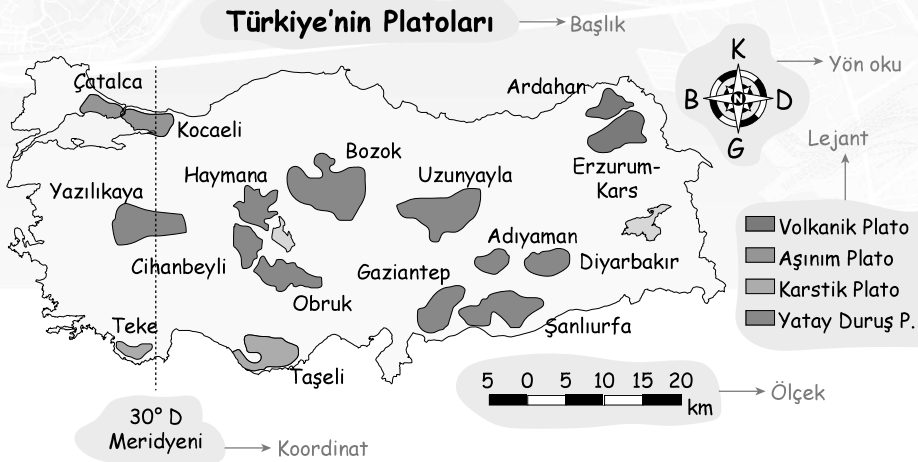 Türkiye'nin Platoları
Başlık
K
B
N
D
G
Yön oku
Çatalca
Kocaeli
Ardahan
Erzurum-
Kars
Lejant
Bozok
Haymana
Uzunyayla
Yazılıkaya
Cihanbeyli
Obruk
Adıyaman
Diyarbakır
Gaziantep
Şanlıurfa
Teke
Taşeli
Volkanik Plato
Aşınım Plato
Karstik Plato
Yatay Duruş P.
5 0 5 10 15 20
km
Ölçek
30° D
Meridyeni
Koordinat